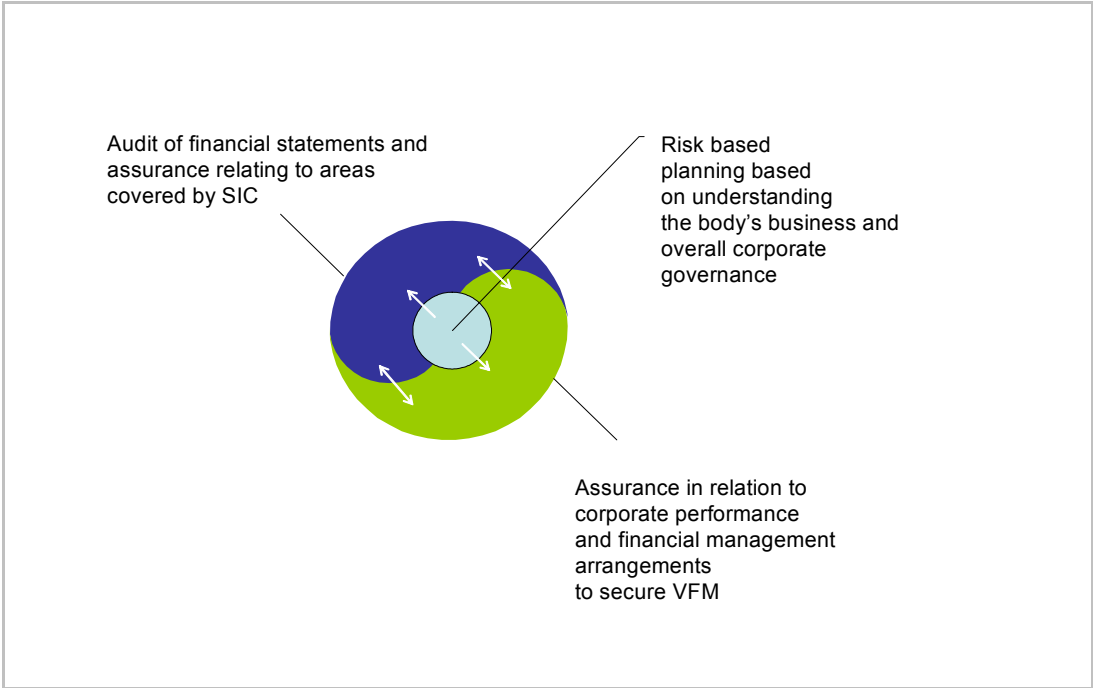 Audit of financial statements and
assurance relating to areas
covered by SIC
Risk based
planning based
on understanding
the body's business and
overall corporate
governance
Assurance in relation to
corporate performance
and financial management
arrangements
to secure VFM